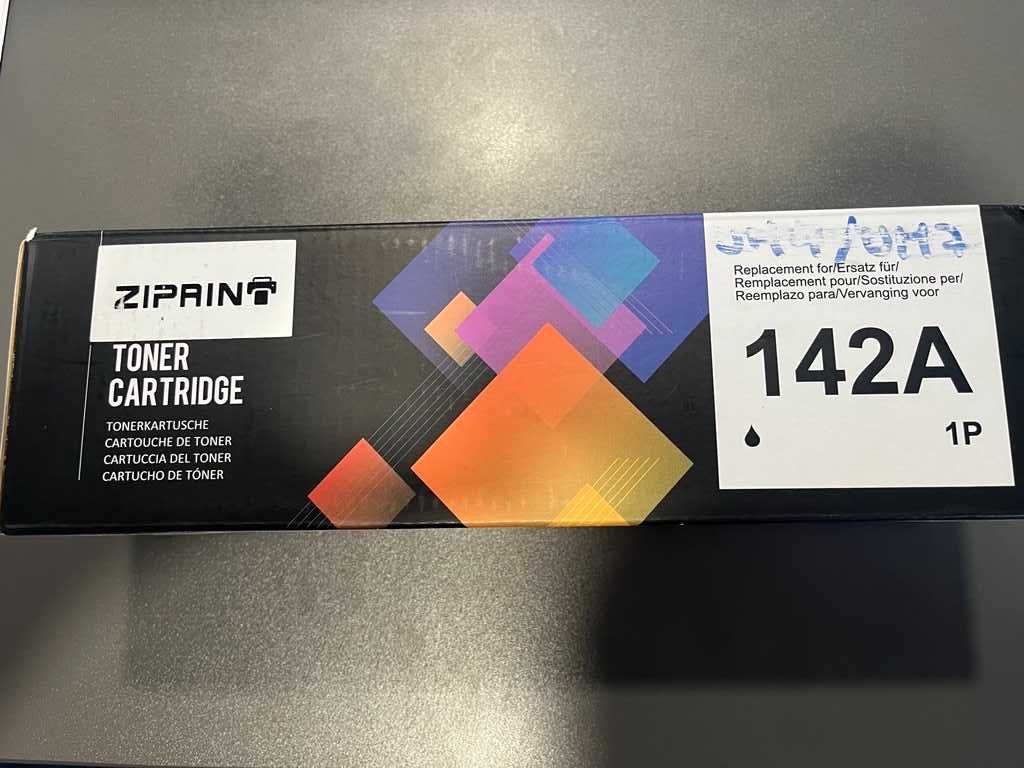 ZIPRIN
TONER
CARTRIDGE
TONERKARTUSCHE
CARTOUCHE DE TONER
CARTUCCIA DEL TONER
CARTUCHO DE TÓNER
Replacement for/Ersatz für/
Remplacement pour/Sostituzione per/
Reemplazo para/Vervanging voor
142A
1P